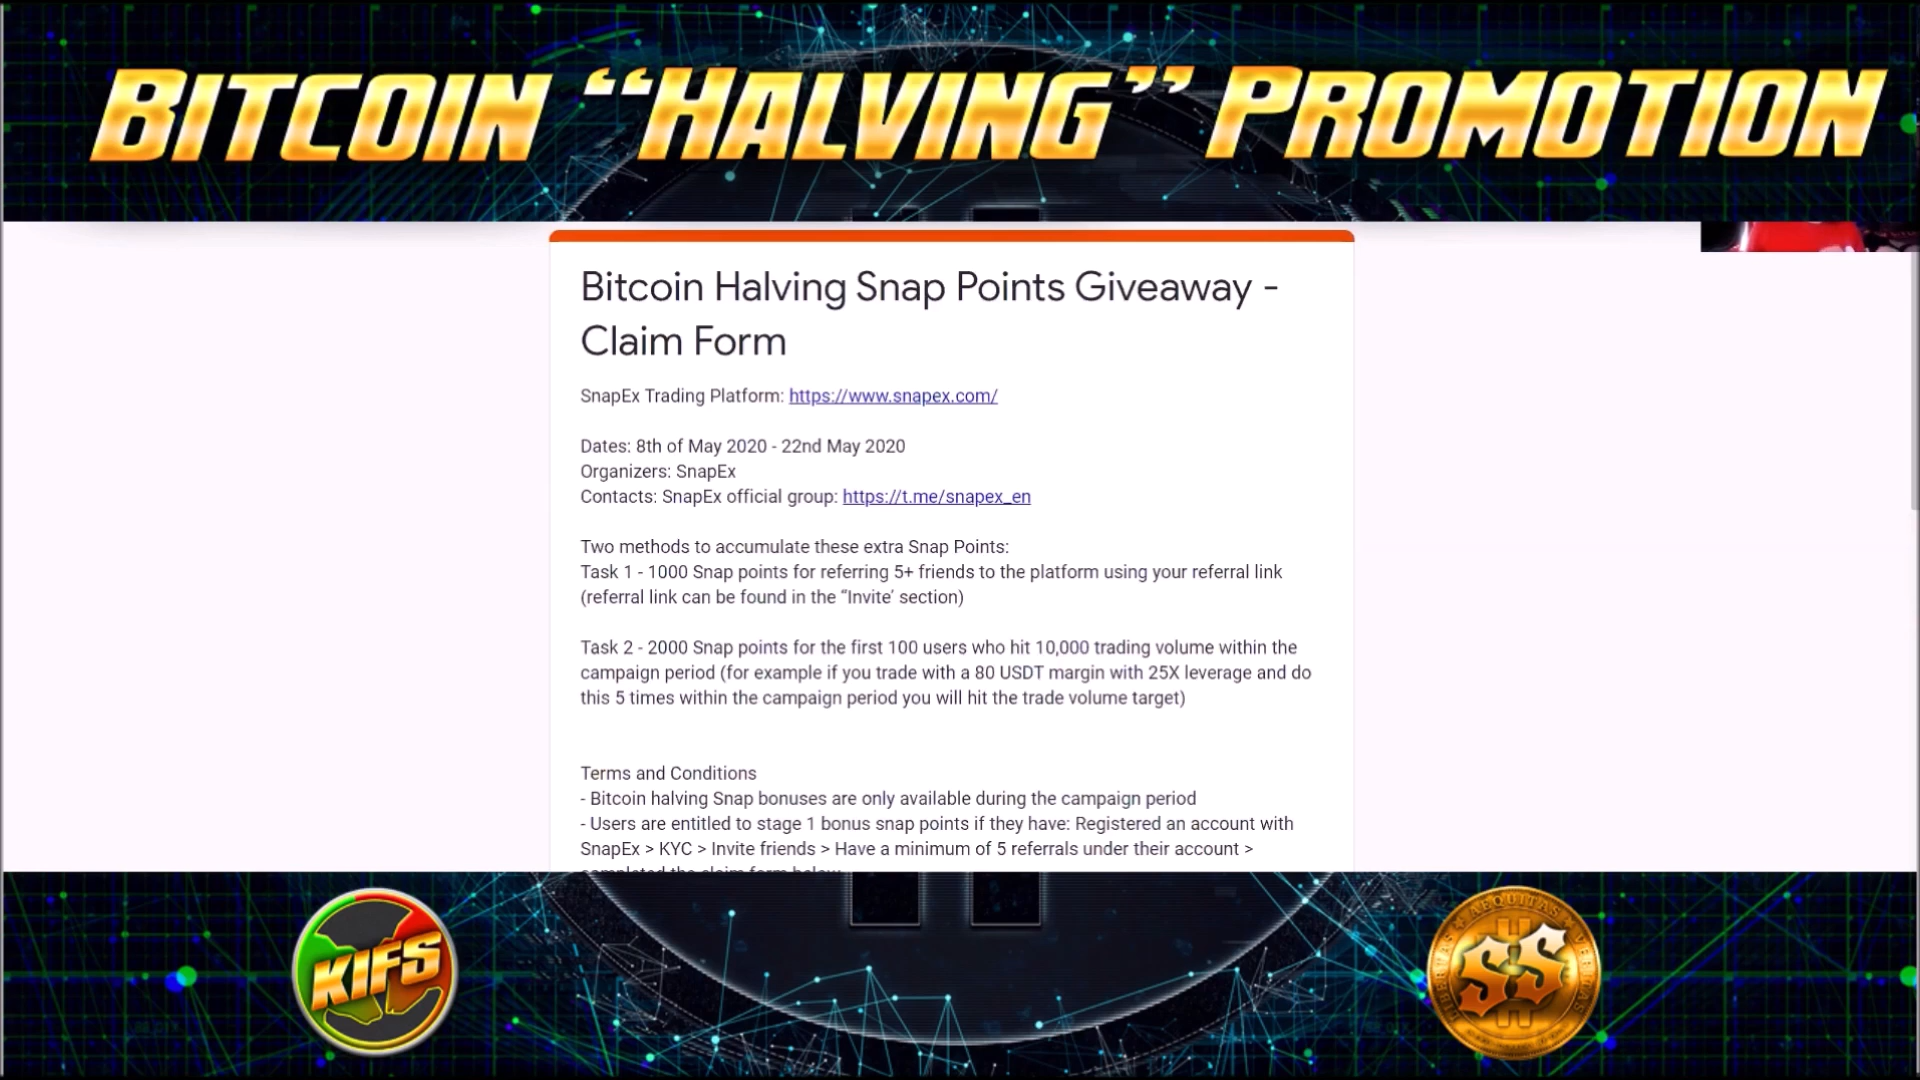 BITCOIN “HALVING” PROMOTION
Bitcoin Halving Snap Points Giveaway -
Claim Form
SnapEx Trading Platform: https://www.snapex.com/
Dates: 8th of May 2020 - 22nd May 2020
Organizers: SnapEx
Contacts: SnapEx official group: https://t.me/snapex_en
Two methods to accumulate these extra Snap Points:
Task 1 - 1000 Snap points for referring 5+ friends to the platform using your referral link
(referral link can be found in the “Invite’ section)
Task 2 - 2000 Snap points for the first 100 users who hit 10,000 trading volume within the
campaign period (for example if you trade with a 80 USDT margin with 25X leverage and do
this 5 times within the campaign period you will hit the trade volume target)
Terms and Conditions
- Bitcoin halving Snap bonuses are only available during the campaign period
- Users are entitled to stage 1 bonus snap points if they have: Registered an account with
SnapEx > KYC > Invite friends > Have a minimum of 5 referrals under their account >
completed the claim form below
KIFS
AEQUITAS
SS